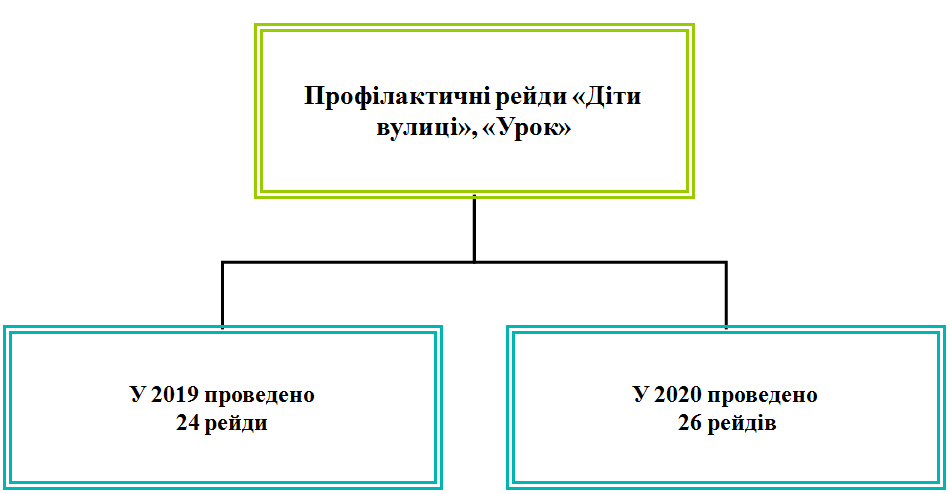 Профілактичні рейди «Діти
вулиці», «Урок»
У 2019 проведено
24 рейди
У 2020 проведено
26 рейдів